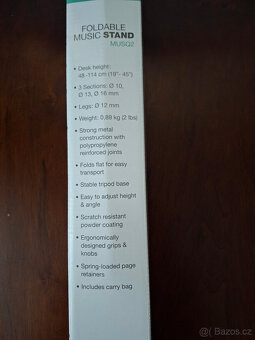 FOLDABLE
MUSIC STAND
MUSQ2
• Desk height:
48 -114 cm (19"- 45")
• 3 Sections: Ø 10,
Ø 13, Ø 16 mm
• Legs: Ø 12 mm
• Weight: 0,89 kg (2 lbs)
• Strong metal
construction with
polypropylene
reinforced joints
• Folds flat for easy
transport
• Stable tripod base
• Easy to adjust height
& angle
• Scratch resistant
powder coating
• Ergonomically
designed grips &
knobs
• Spring-loaded page
retainers
• Includes carry bag
sbazar.cz